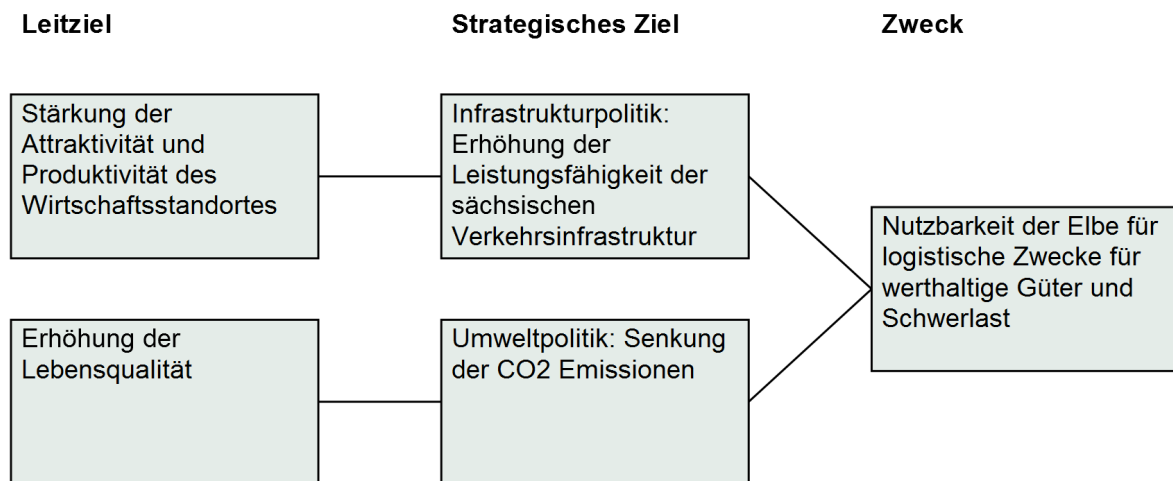 Leitziel
Strategisches Ziel
Zweck
Stärkung der
Attraktivität und
Produktivität des
Wirtschaftsstandortes
Infrastrukturpolitik:
Erhöhung der
Leistungsfähigkeit der
sächsischen
Verkehrsinfrastruktur
Nutzbarkeit der Elbe für
logistische Zwecke für
werthaltige Güter und
Schwerlast
Erhöhung der
Lebensqualität
Umweltpolitik: Senkung
der CO2 Emissionen